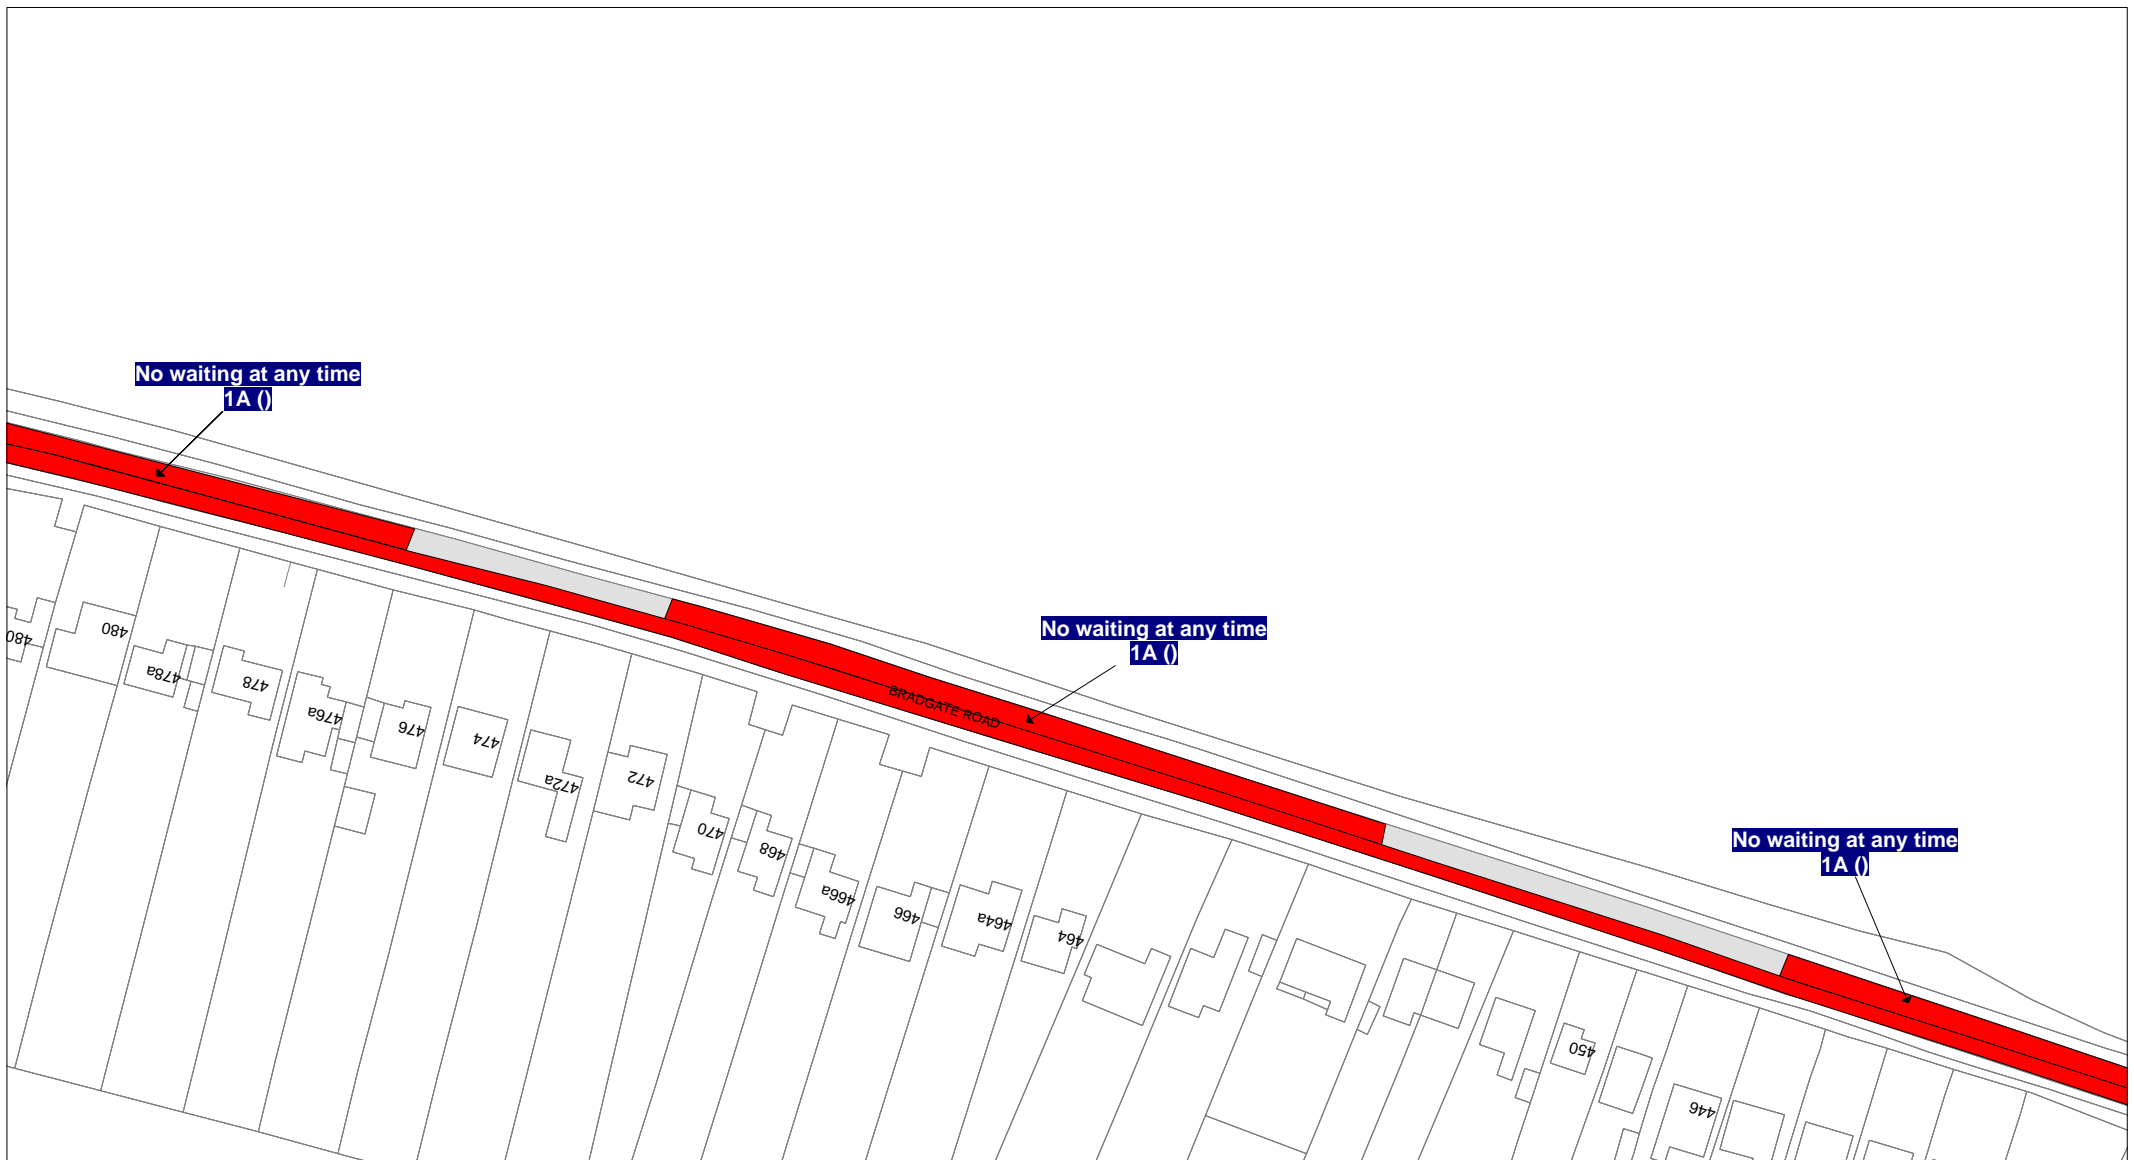 No waiting at any time
1A ()
No waiting at any time
1A ()
BRADGATE ROAD
No waiting at any time
1A ()
480
480
478a
478
476a
476
474
472a
472
470
468
466a
466
464a
464
450
446